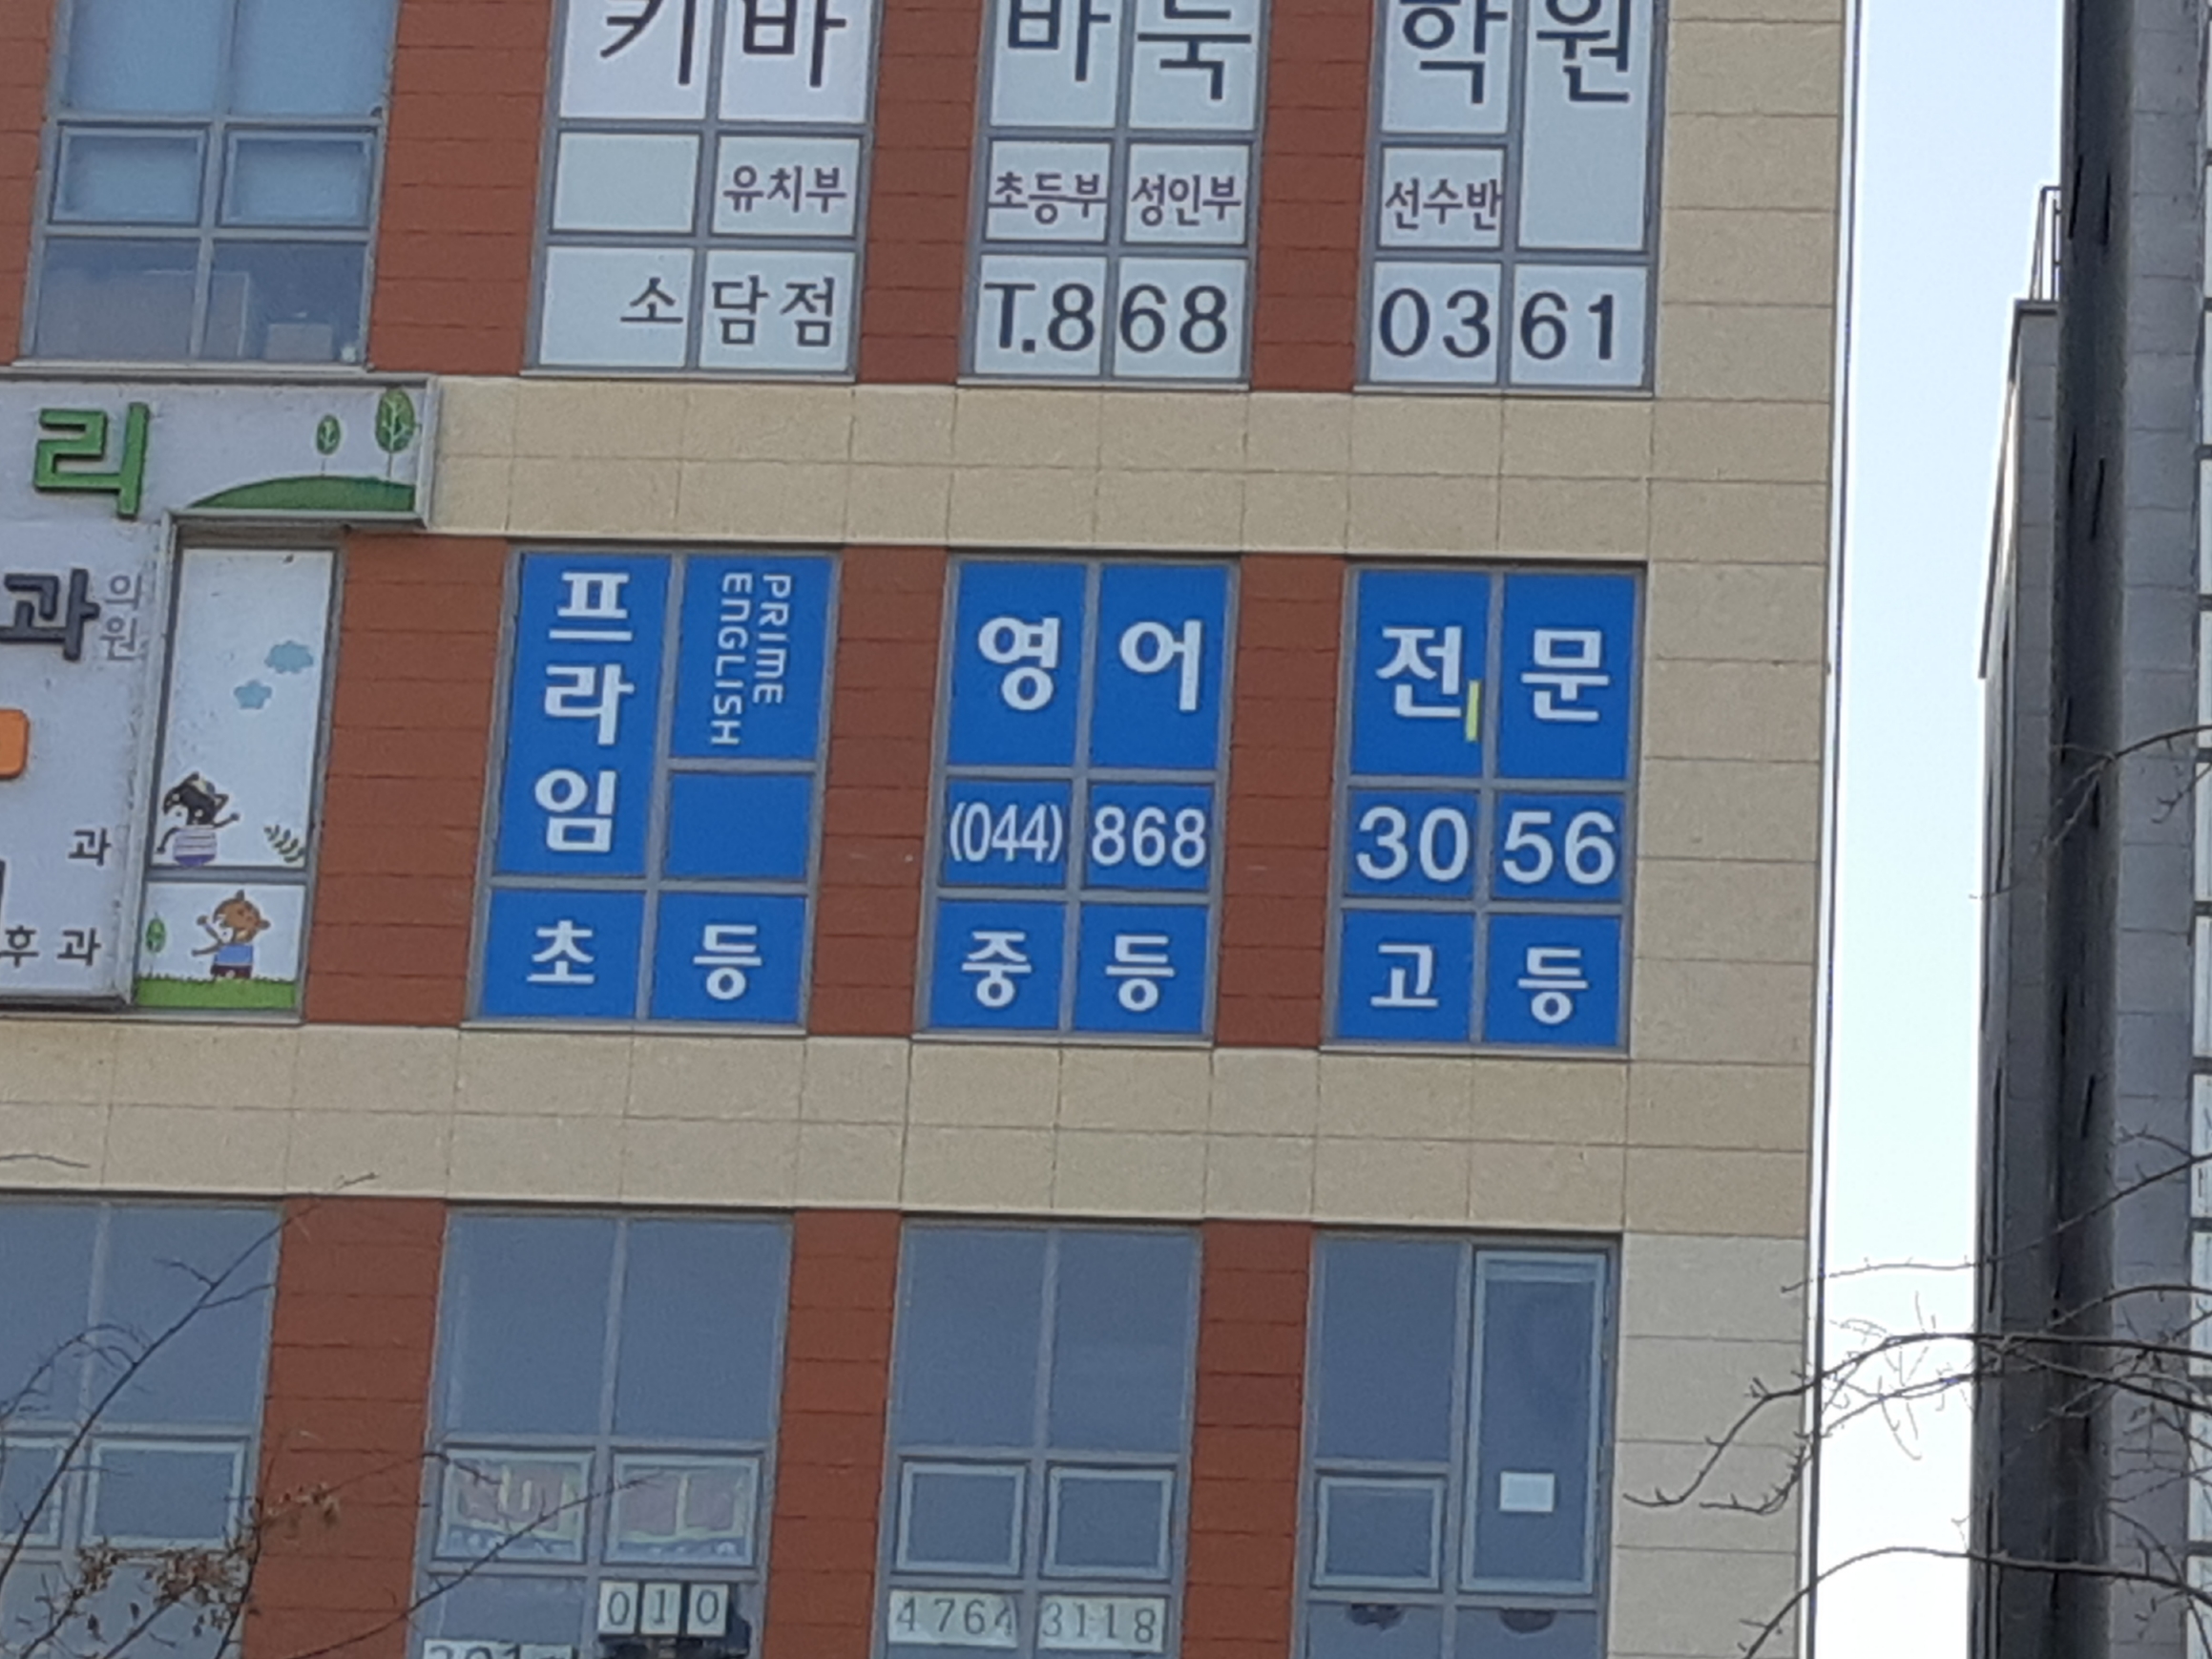 키바 바둑 학원
유치부 초등부 성인부 선수반
소담점 T.868 0361
리
과 의원
과
후과
프라임 PRIME ENGLISH 영어 전문
(044) 868 3056
초등 중등 고등
010 4764 3118